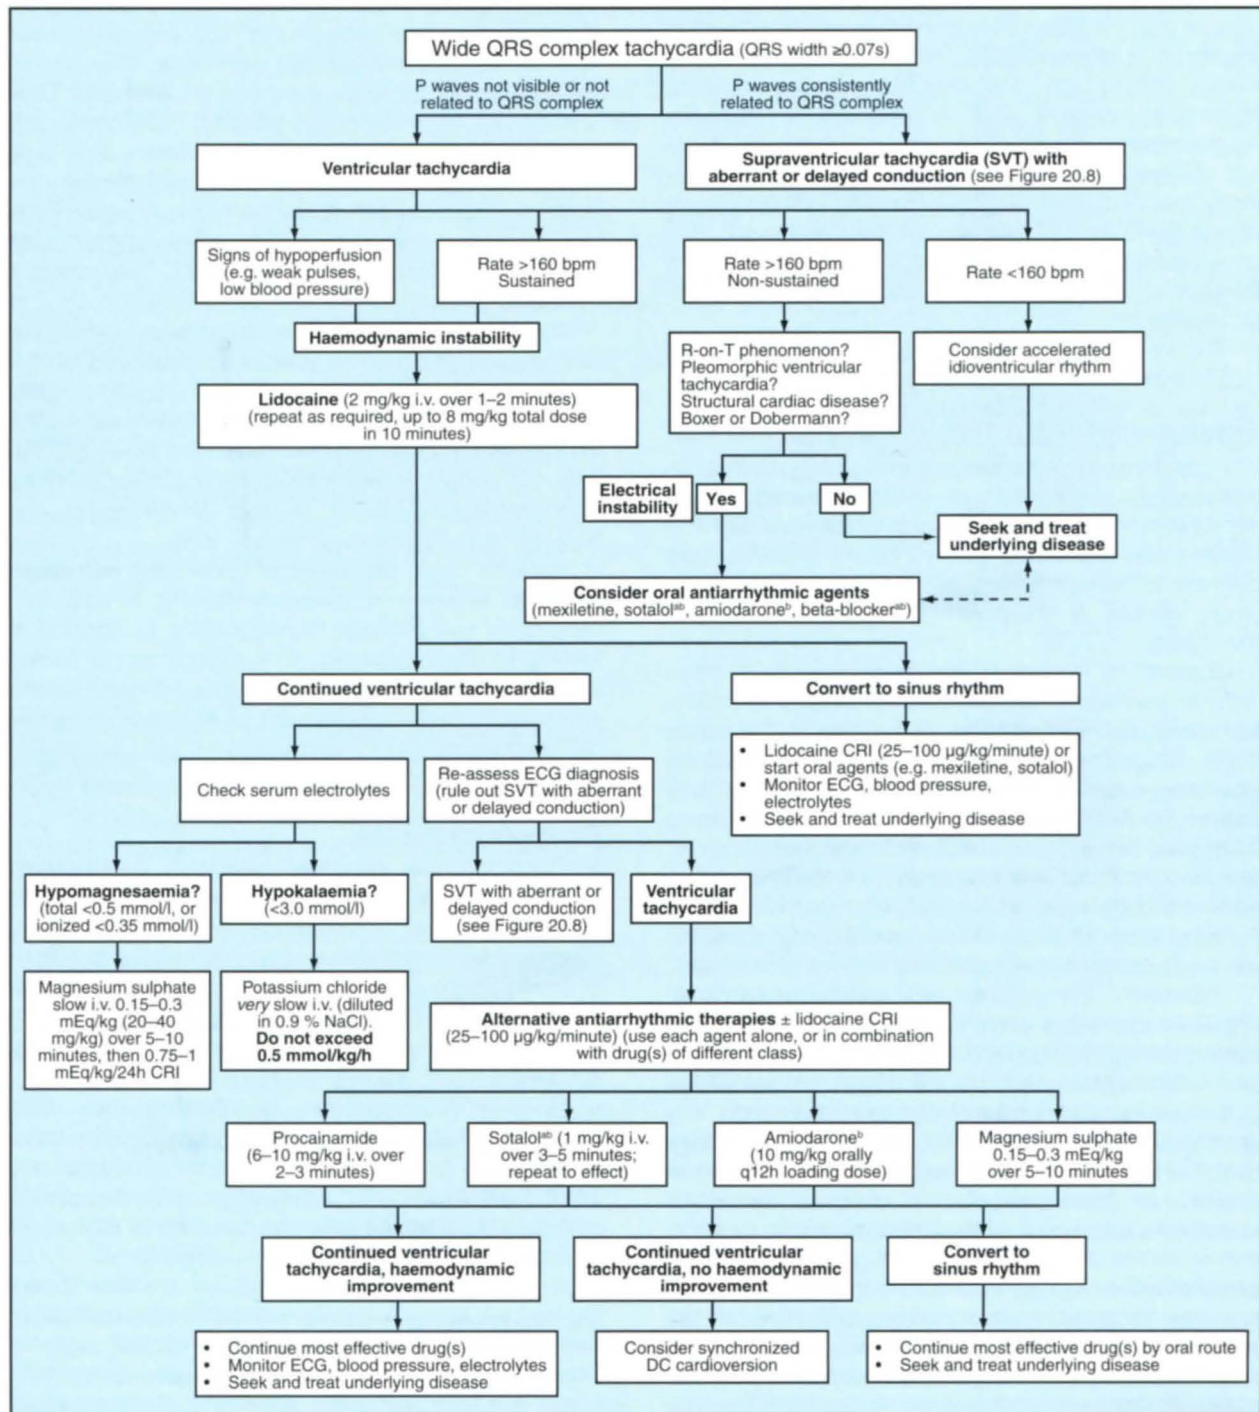 Wide QRS complex tachycardia (QRS width ≥0.07s)
P waves not visible or not
related to QRS complex
P waves consistently
related to QRS complex
Ventricular tachycardia
Supraventricular tachycardia (SVT) with
aberrant or delayed conduction (see Figure 20.8)
Signs of hypoperfusion
(e.g. weak pulses,
low blood pressure)
Rate >160 bpm
Sustained
Rate >160 bpm
Non-sustained
Rate <160 bpm
Haemodynamic instability
R-on-T phenomenon?
Pleomorphic ventricular
tachycardia?
Structural cardiac disease?
Boxer or Dobermann?
Consider accelerated
idioventricular rhythm
Lidocaine (2 mg/kg i.v. over 1–2 minutes)
(repeat as required, up to 8 mg/kg total dose
in 10 minutes)
Electrical
instability
Yes
No
Seek and treat
underlying disease
Consider oral antiarrhythmic agents
(mexiletine, sotalolᵃᵇ, amiodaroneᵇ, beta-blockerᵃᵇ)
Continued ventricular tachycardia
Convert to sinus rhythm
• Lidocaine CRI (25–100 µg/kg/minute) or
start oral agents (e.g. mexiletine, sotalol)
• Monitor ECG, blood pressure,
electrolytes
• Seek and treat underlying disease
Check serum electrolytes
Re-assess ECG diagnosis
(rule out SVT with aberrant
or delayed conduction)
Hypomagnesaemia?
(total <0.5 mmol/l, or
ionized <0.35 mmol/l)
Hypokalaemia?
(<3.0 mmol/l)
SVT with aberrant or
delayed conduction
(see Figure 20.8)
Ventricular
tachycardia
Magnesium sulphate
slow i.v. 0.15–0.3
mEq/kg (20–40
mg/kg) over 5–10
minutes, then 0.75–1
mEq/kg/24h CRI
Potassium chloride
very slow i.v. (diluted
in 0.9 % NaCl).
Do not exceed
0.5 mmol/kg/h
Alternative antiarrhythmic therapies ± lidocaine CRI
(25–100 µg/kg/minute) (use each agent alone, or in combination
with drug(s) of different class)
Procainamide
(6–10 mg/kg i.v. over
2–3 minutes)
Sotalolᵃᵇ (1 mg/kg i.v.
over 3–5 minutes;
repeat to effect)
Amiodaroneᵇ
(10 mg/kg orally
q12h loading dose)
Magnesium sulphate
0.15–0.3 mEq/kg
over 5–10 minutes
Continued ventricular
tachycardia, haemodynamic
improvement
Continued ventricular
tachycardia, no haemodynamic
improvement
Convert to
sinus rhythm
• Continue most effective drug(s)
• Monitor ECG, blood pressure, electrolytes
• Seek and treat underlying disease
Consider synchronized
DC cardioversion
• Continue most effective drug(s) by oral route
• Seek and treat underlying disease